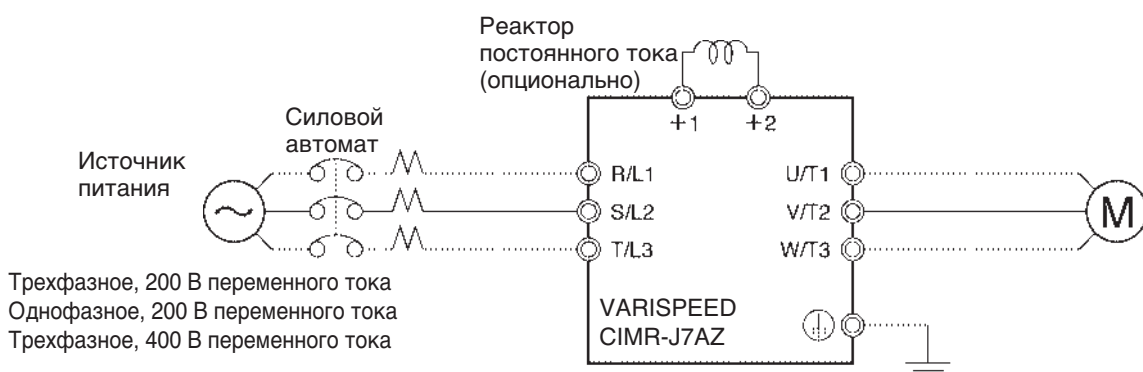 Реактор
постоянного тока
(опционально)
+1 +2
Силовой
автомат
Источник
питания
R/L1 U/T1
S/L2 V/T2 M
T/L3 W/T3
Трехфазное, 200 В переменного тока
Однофазное, 200 В переменного тока
Трехфазное, 400 В переменного тока
VARISPEED
CIMR-J7AZ